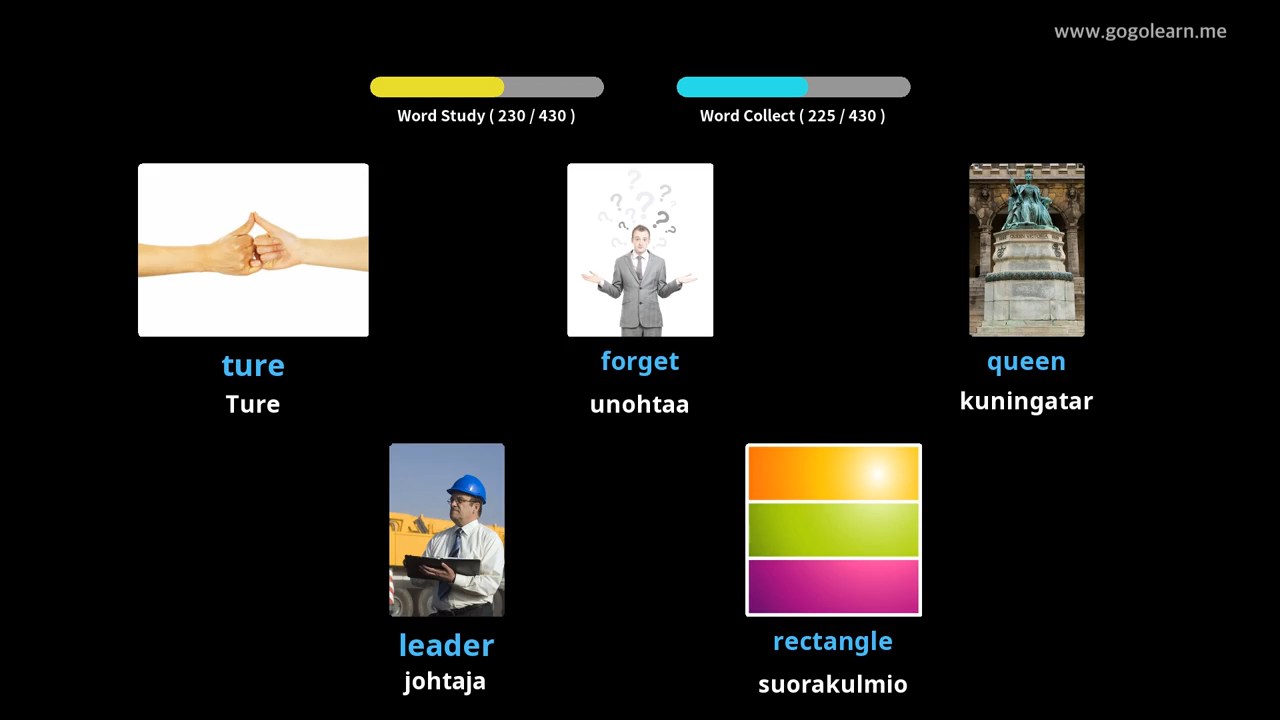 www.gogolearn.me
Word Study ( 230 / 430 )
Word Collect ( 225 / 430 )
ture
Ture
forget
unohtaa
queen
kuningatar
leader
johtaja
rectangle
suorakulmio